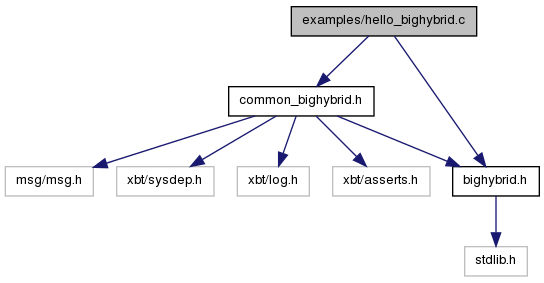 examples/hello_bighybrid.c
common_bighybrid.h
msg/msg.h
xbt/sysdep.h
xbt/log.h
xbt/asserts.h
bighybrid.h
stdlib.h